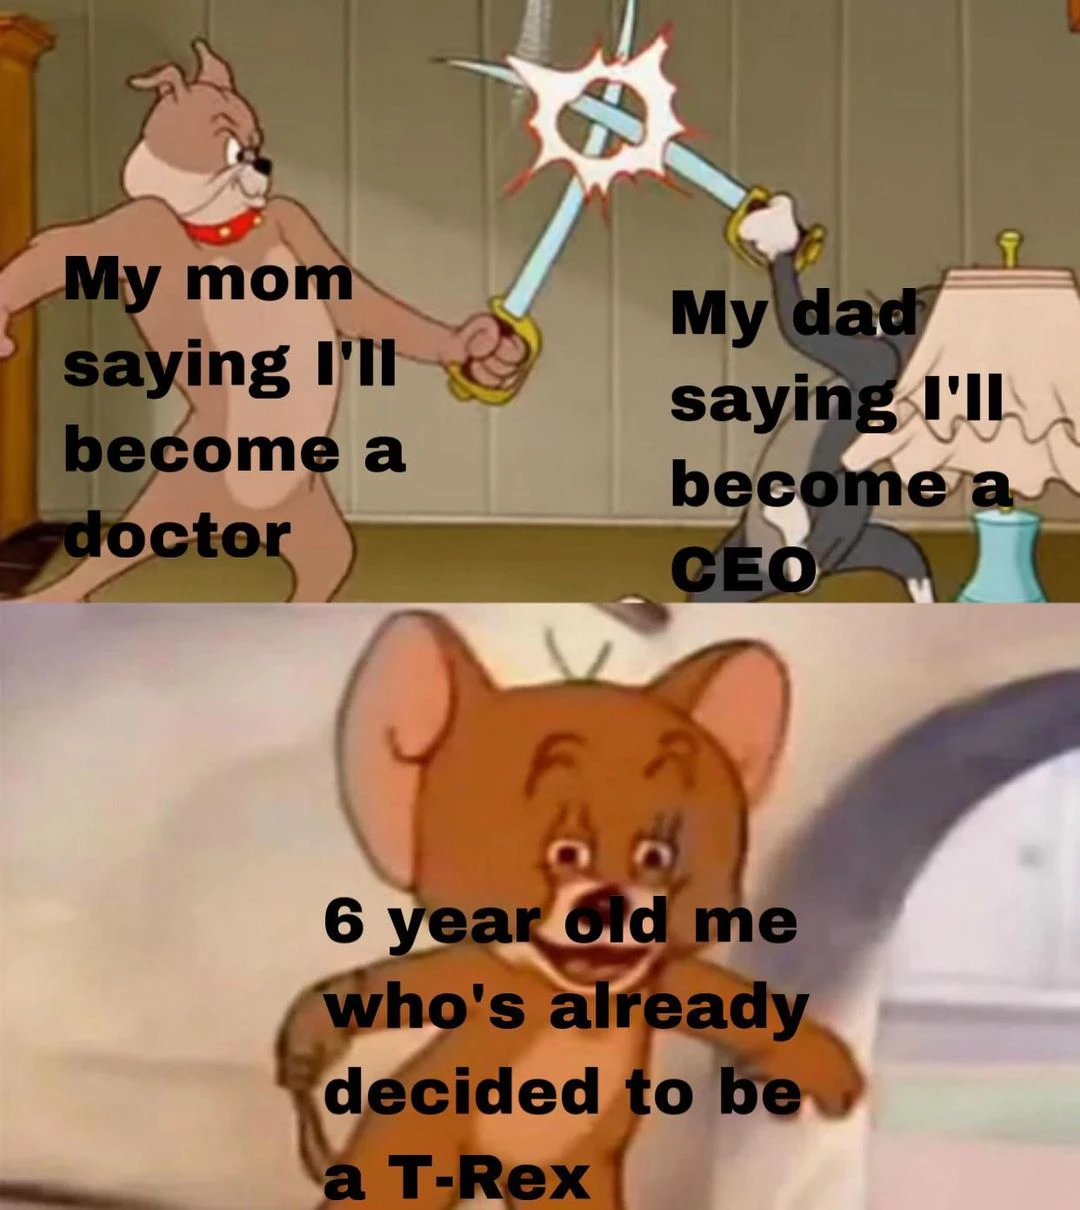 My mom
saying I'll
become a
doctor
My dad
saying I'll
become a
CEO
6 year old me
who's already
decided to be
a T-Rex